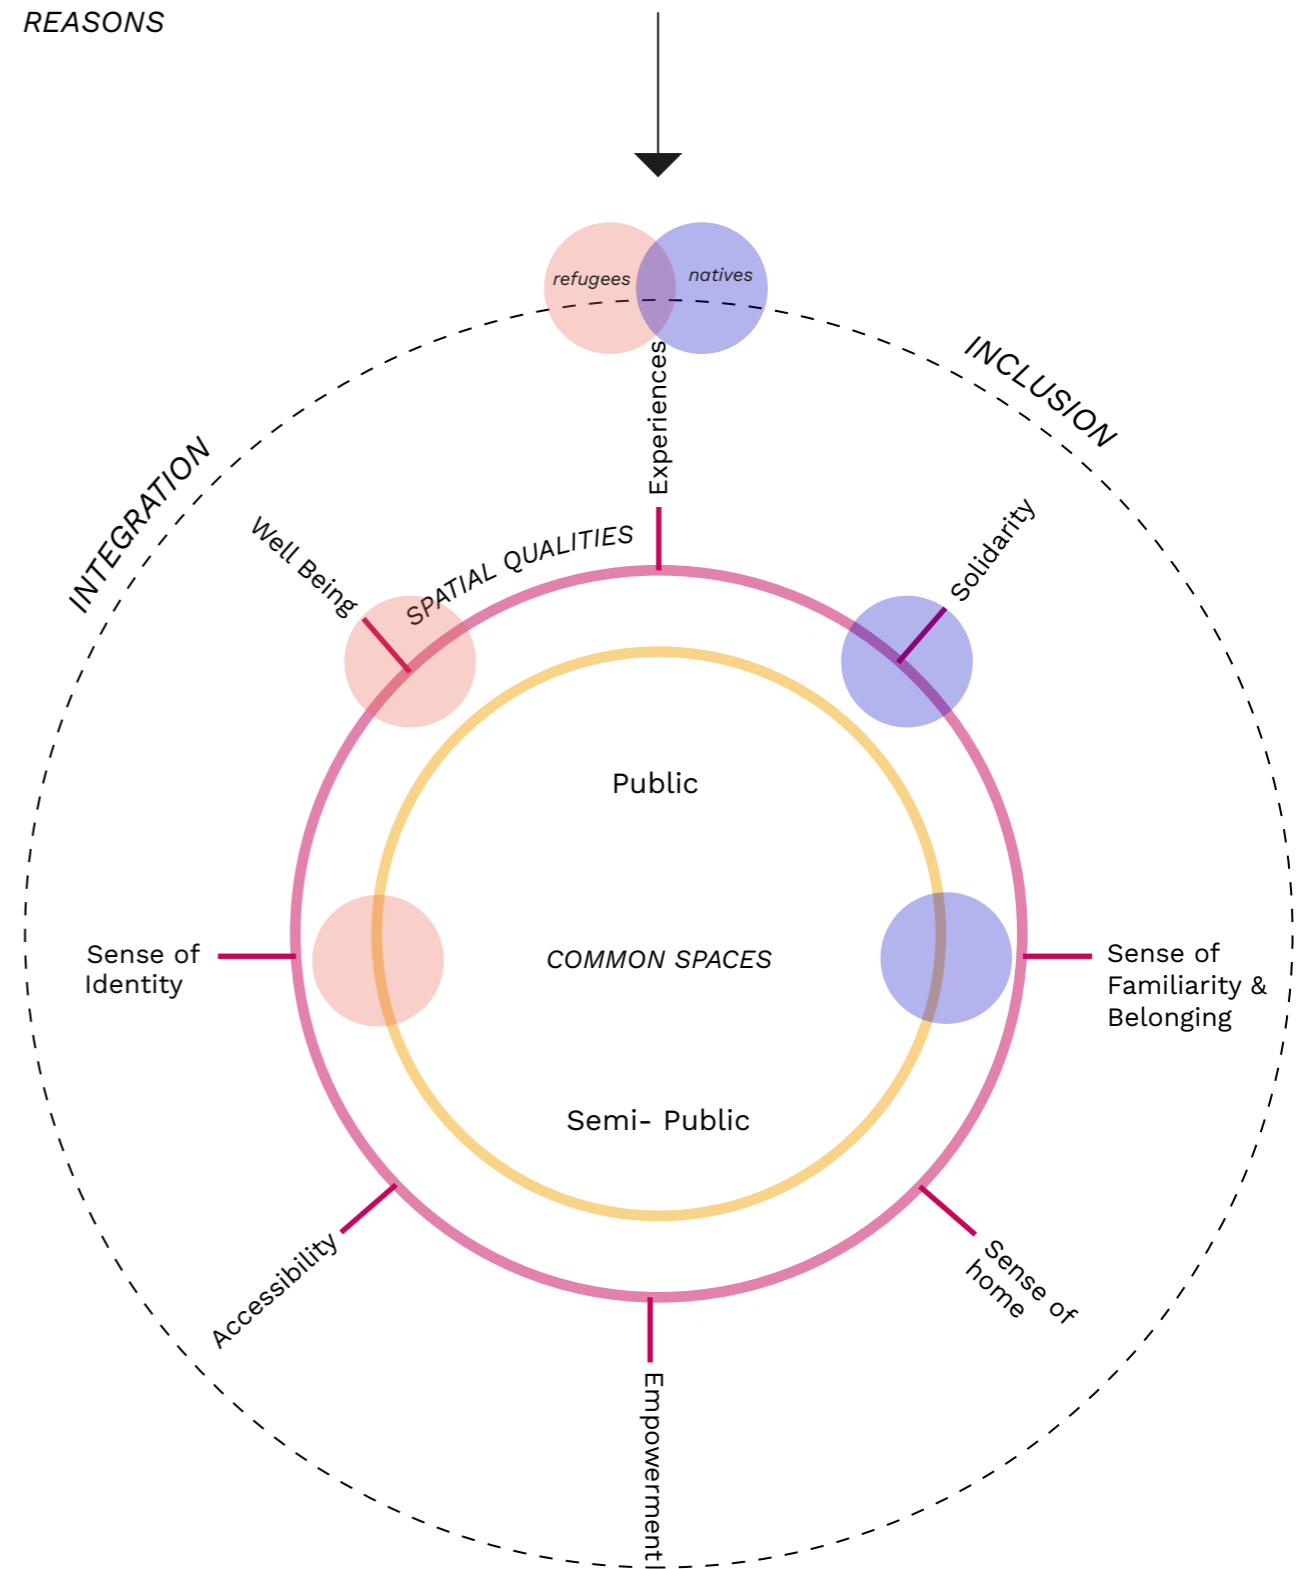 REASONS
refugees
natives
Experiences
INCLUSION
INTEGRATION
Well Being
SPATIAL QUALITIES
Solidarity
Public
Sense of
Identity
COMMON SPACES
Sense of
Familiarity &
Belonging
Semi- Public
Accessibility
Sense of
home
Empowerment